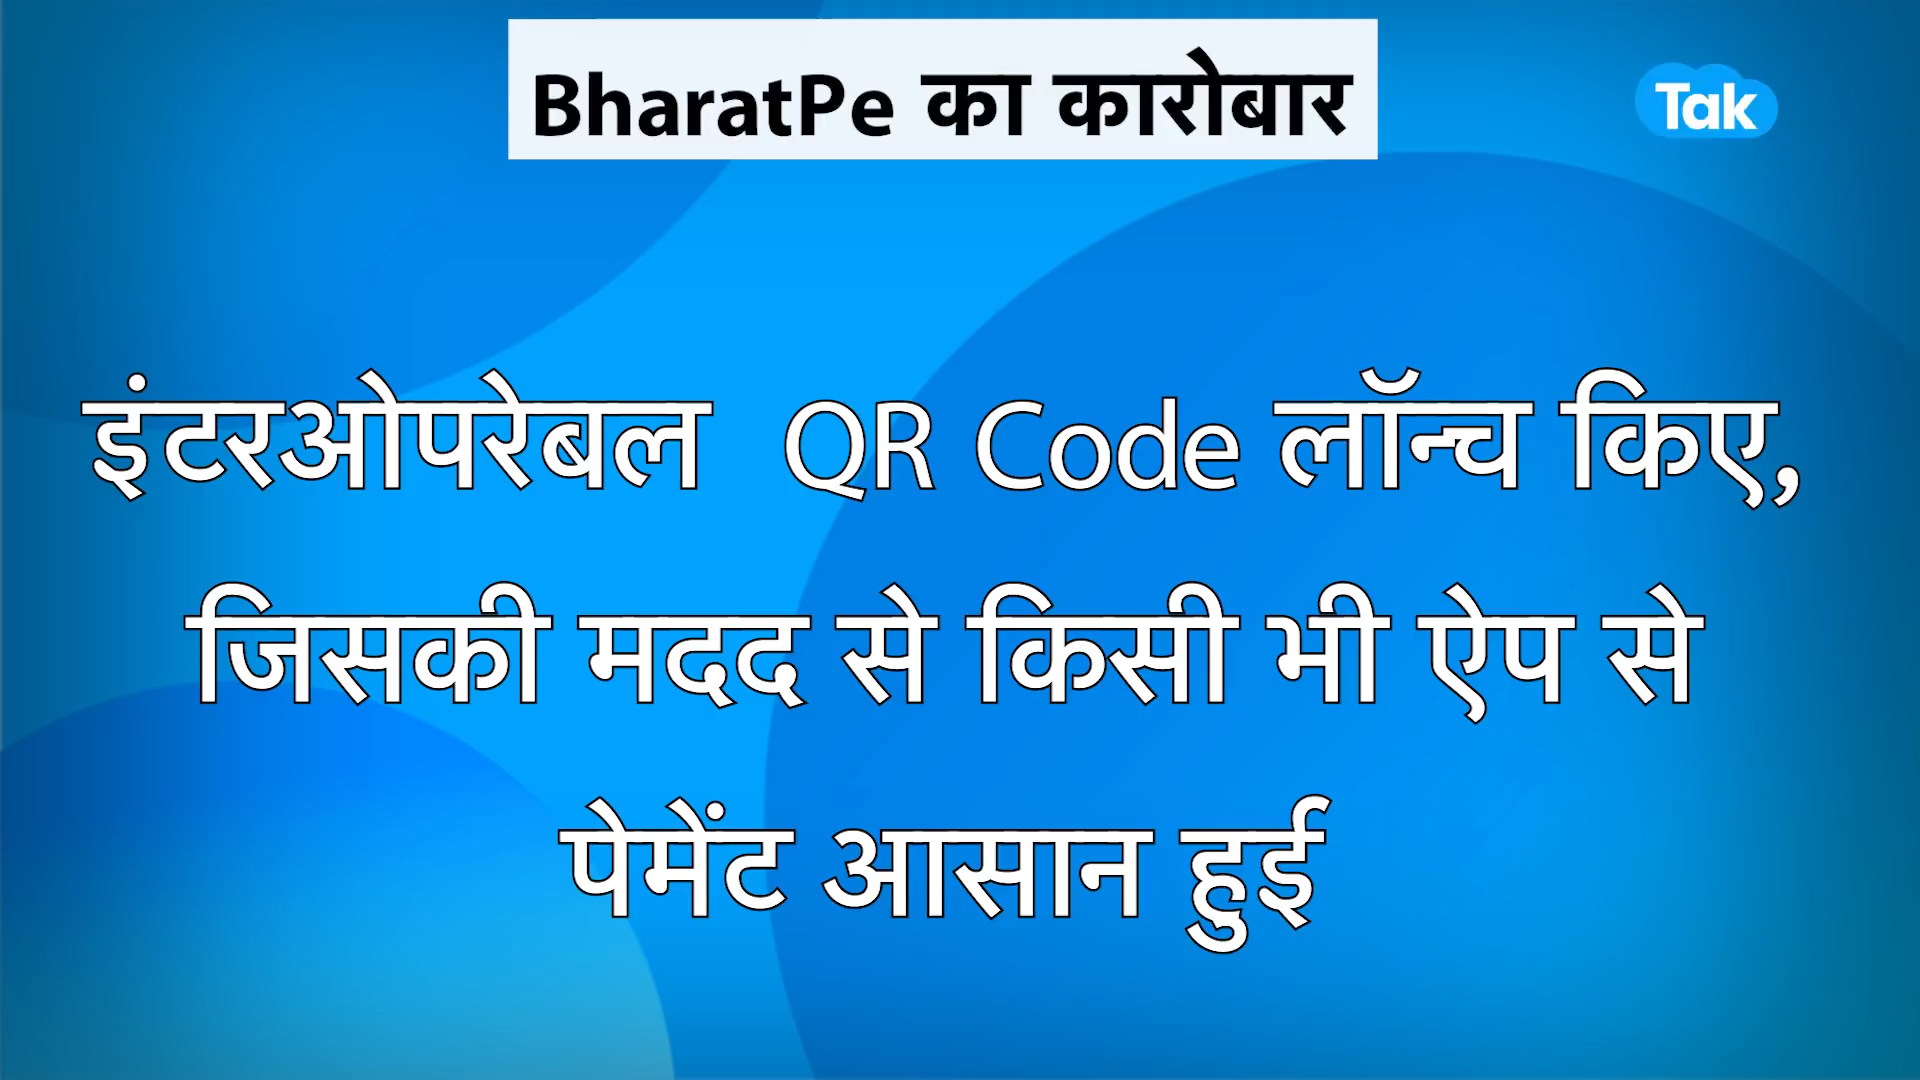 BharatPe का कारोबार
Tak
इंटरओपरेबल QR Code लॉन्च किए,
जिसकी मदद से किसी भी ऐप से
पेमेंट आसान हुई